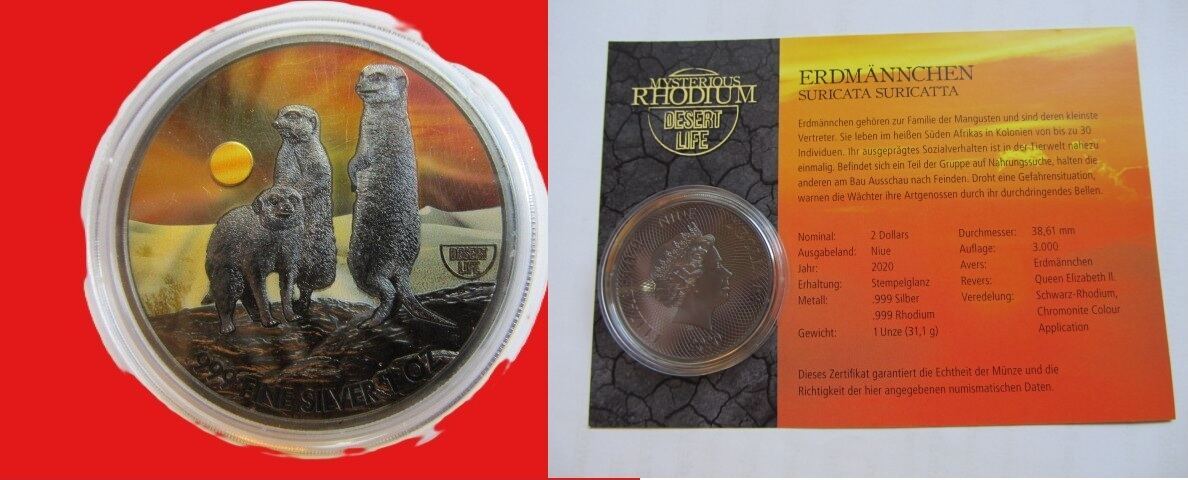 DESERT
LIFE
.999 FINE SILVER 1 OZ
MYSTERIOUS
RHODIUM
DESERT
LIFE
NIUE
ERDMÄNNCHEN
SURICATA SURICATTA
Erdmännchen gehören zur Familie der Mangusten und sind deren kleinste
Vertreter. Sie leben im heißen Süden Afrikas in Kolonien von bis zu 30
Individuen. Ihr ausgeprägtes Sozialverhalten ist in der Tierwelt nahezu
einmalig. Befindet sich ein Teil der Gruppe auf Nahrungssuche, halten die
anderen am Bau Ausschau nach Feinden. Droht eine Gefahrensituation,
warnen die Wächter ihre Artgenossen durch ihr durchdringendes Bellen.
Nominal: 2 Dollars
Ausgabeland: Niue
Jahr: 2020
Erhaltung: Stempelglanz
Metall: .999 Silber
.999 Rhodium
Gewicht: 1 Unze (31,1 g)
Durchmesser: 38,61 mm
Auflage: 3.000
Avers: Erdmännchen
Revers: Queen Elizabeth II.
Veredelung: Schwarz-Rhodium,
Chromonite Colour
Application
Dieses Zertifikat garantiert die Echtheit der Münze und die
Richtigkeit der hier angegebenen numismatischen Daten.